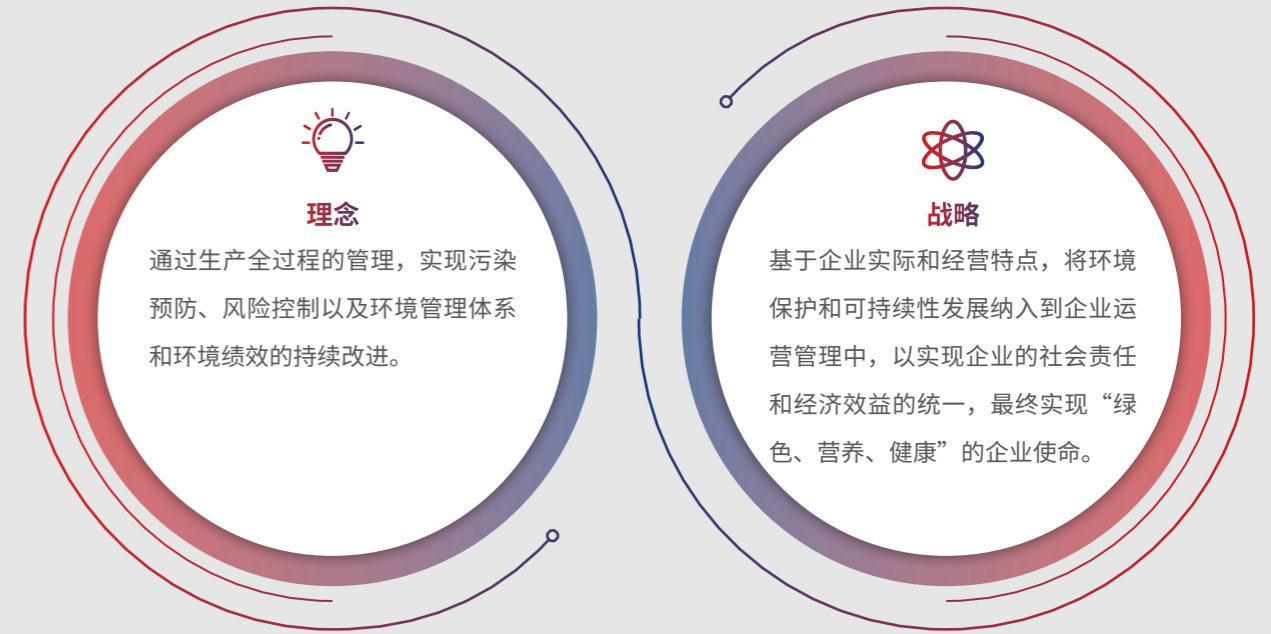 理念
通过生产全过程的管理，实现污染
预防、风险控制以及环境管理体系
和环境绩效的持续改进。
战略
基于企业实际和经营特点，将环境
保护和可持续性发展纳入到企业运
营管理中，以实现企业的社会责任
和经济效益的统一，最终实现“绿
色、营养、健康”的企业使命。